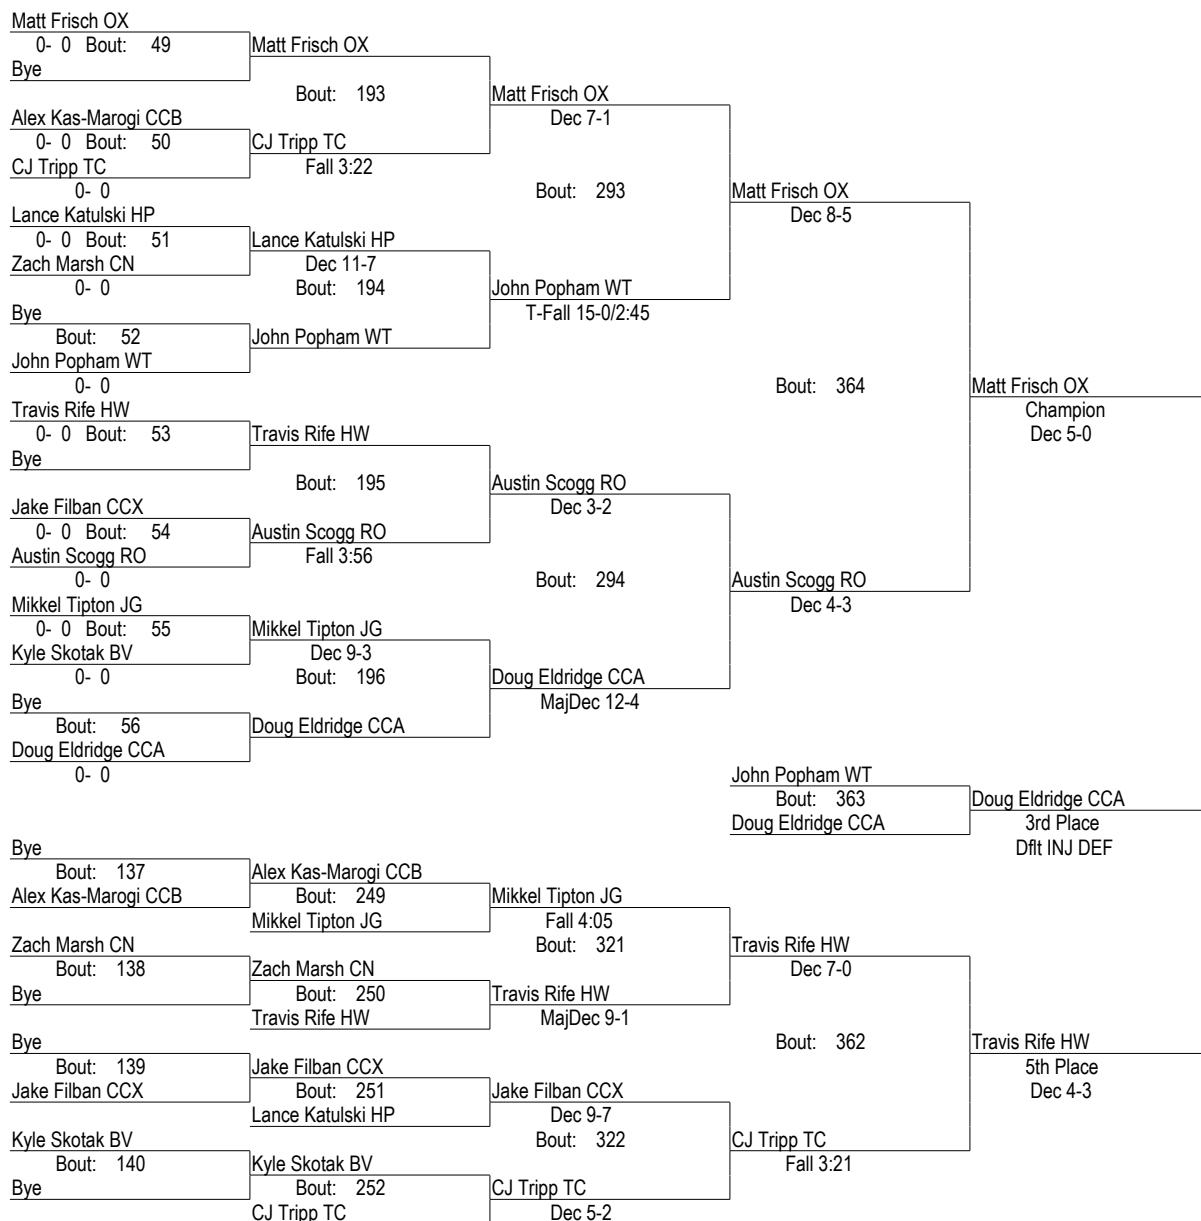 Matt Frisch OX
0- 0 Bout: 49 Matt Frisch OX
Bye
Bout: 193 Matt Frisch OX
Alex Kas-Marogi CCB Dec 7-1
0- 0 Bout: 50 CJ Tripp TC
CJ Tripp TC Fall 3:22
0- 0 Bout: 293 Matt Frisch OX
Lance Katulski HP Dec 8-5
0- 0 Bout: 51 Lance Katulski HP
Zach Marsh CN Dec 11-7
0- 0 Bout: 194 John Popham WT
Bye T-Fall 15-0/2:45
Bout: 52 John Popham WT
John Popham WT
0- 0 Bout: 364 Matt Frisch OX
Travis Rife HW Champion
0- 0 Bout: 53 Travis Rife HW Dec 5-0
Bye
Bout: 195 Austin Scogg RO
Jake Filban CCX Dec 3-2
0- 0 Bout: 54 Austin Scogg RO
Austin Scogg RO Fall 3:56
0- 0 Bout: 294 Austin Scogg RO
Mikkel Tipton JG Dec 4-3
0- 0 Bout: 55 Mikkel Tipton JG
Kyle Skotak BV Dec 9-3
0- 0 Bout: 196 Doug Eldridge CCA
Bye MajDec 12-4
Bout: 56 Doug Eldridge CCA
Doug Eldridge CCA
0- 0 John Popham WT
Bout: 363 Doug Eldridge CCA
Doug Eldridge CCA 3rd Place
Bye Dflt INJ DEF
Bout: 137 Alex Kas-Marogi CCB
Alex Kas-Marogi CCB Bout: 249 Mikkel Tipton JG
Mikkel Tipton JG Fall 4:05
Zach Marsh CN Bout: 321 Travis Rife HW
Bout: 138 Zach Marsh CN Dec 7-0
Bye Bout: 250 Travis Rife HW
Travis Rife HW MajDec 9-1
Bye Bout: 362 Travis Rife HW
Bout: 139 Jake Filban CCX 5th Place
Jake Filban CCX Bout: 251 Jake Filban CCX Dec 4-3
Lance Katulski HP Dec 9-7
Kyle Skotak BV Bout: 322 CJ Tripp TC
Bout: 140 Kyle Skotak BV Fall 3:21
Bye Bout: 252 CJ Tripp TC
CJ Tripp TC Dec 5-2